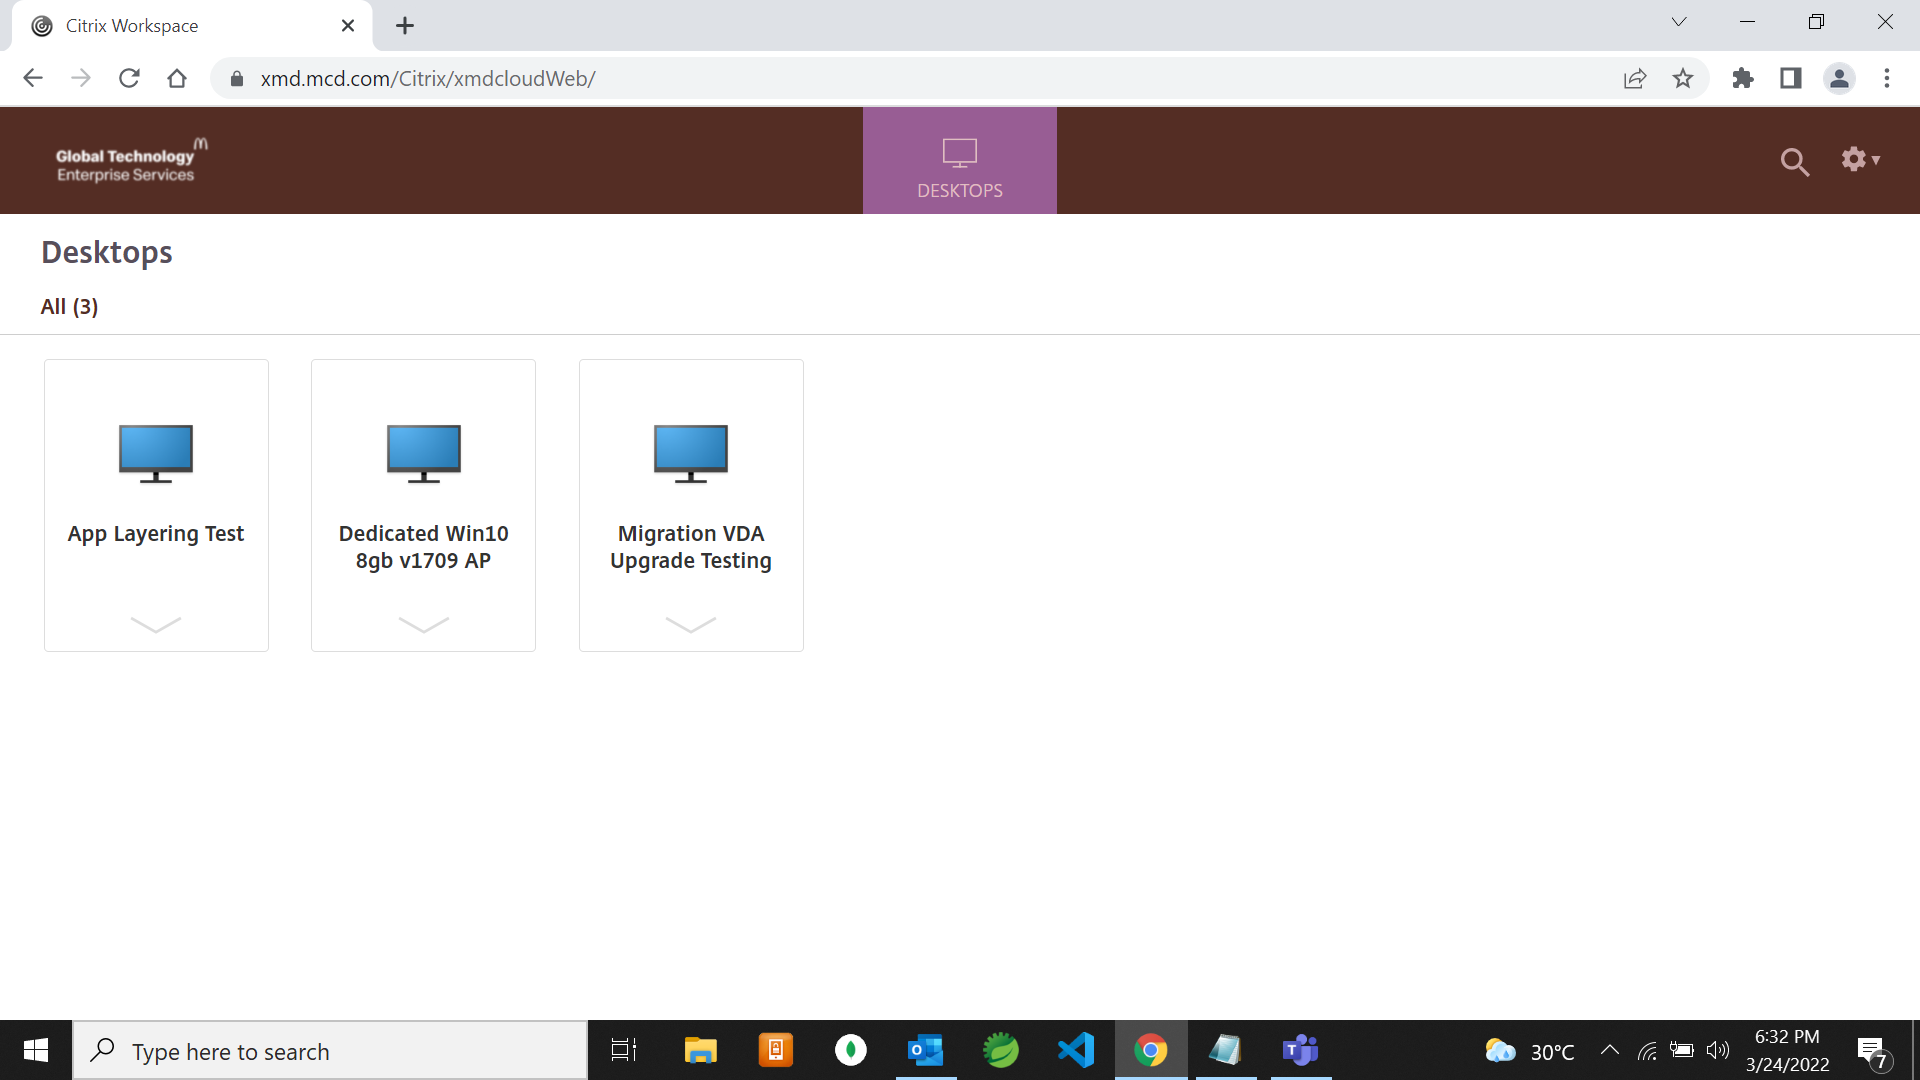 Citrix Workspace
xmd.mcd.com/Citrix/xmdcloudWeb/
Global Technology
Enterprise Services
DESKTOPS
Desktops
All (3)
App Layering Test
Dedicated Win10
8gb v1709 AP
Migration VDA
Upgrade Testing
Type here to search
30°C
6:32 PM
3/24/2022
7